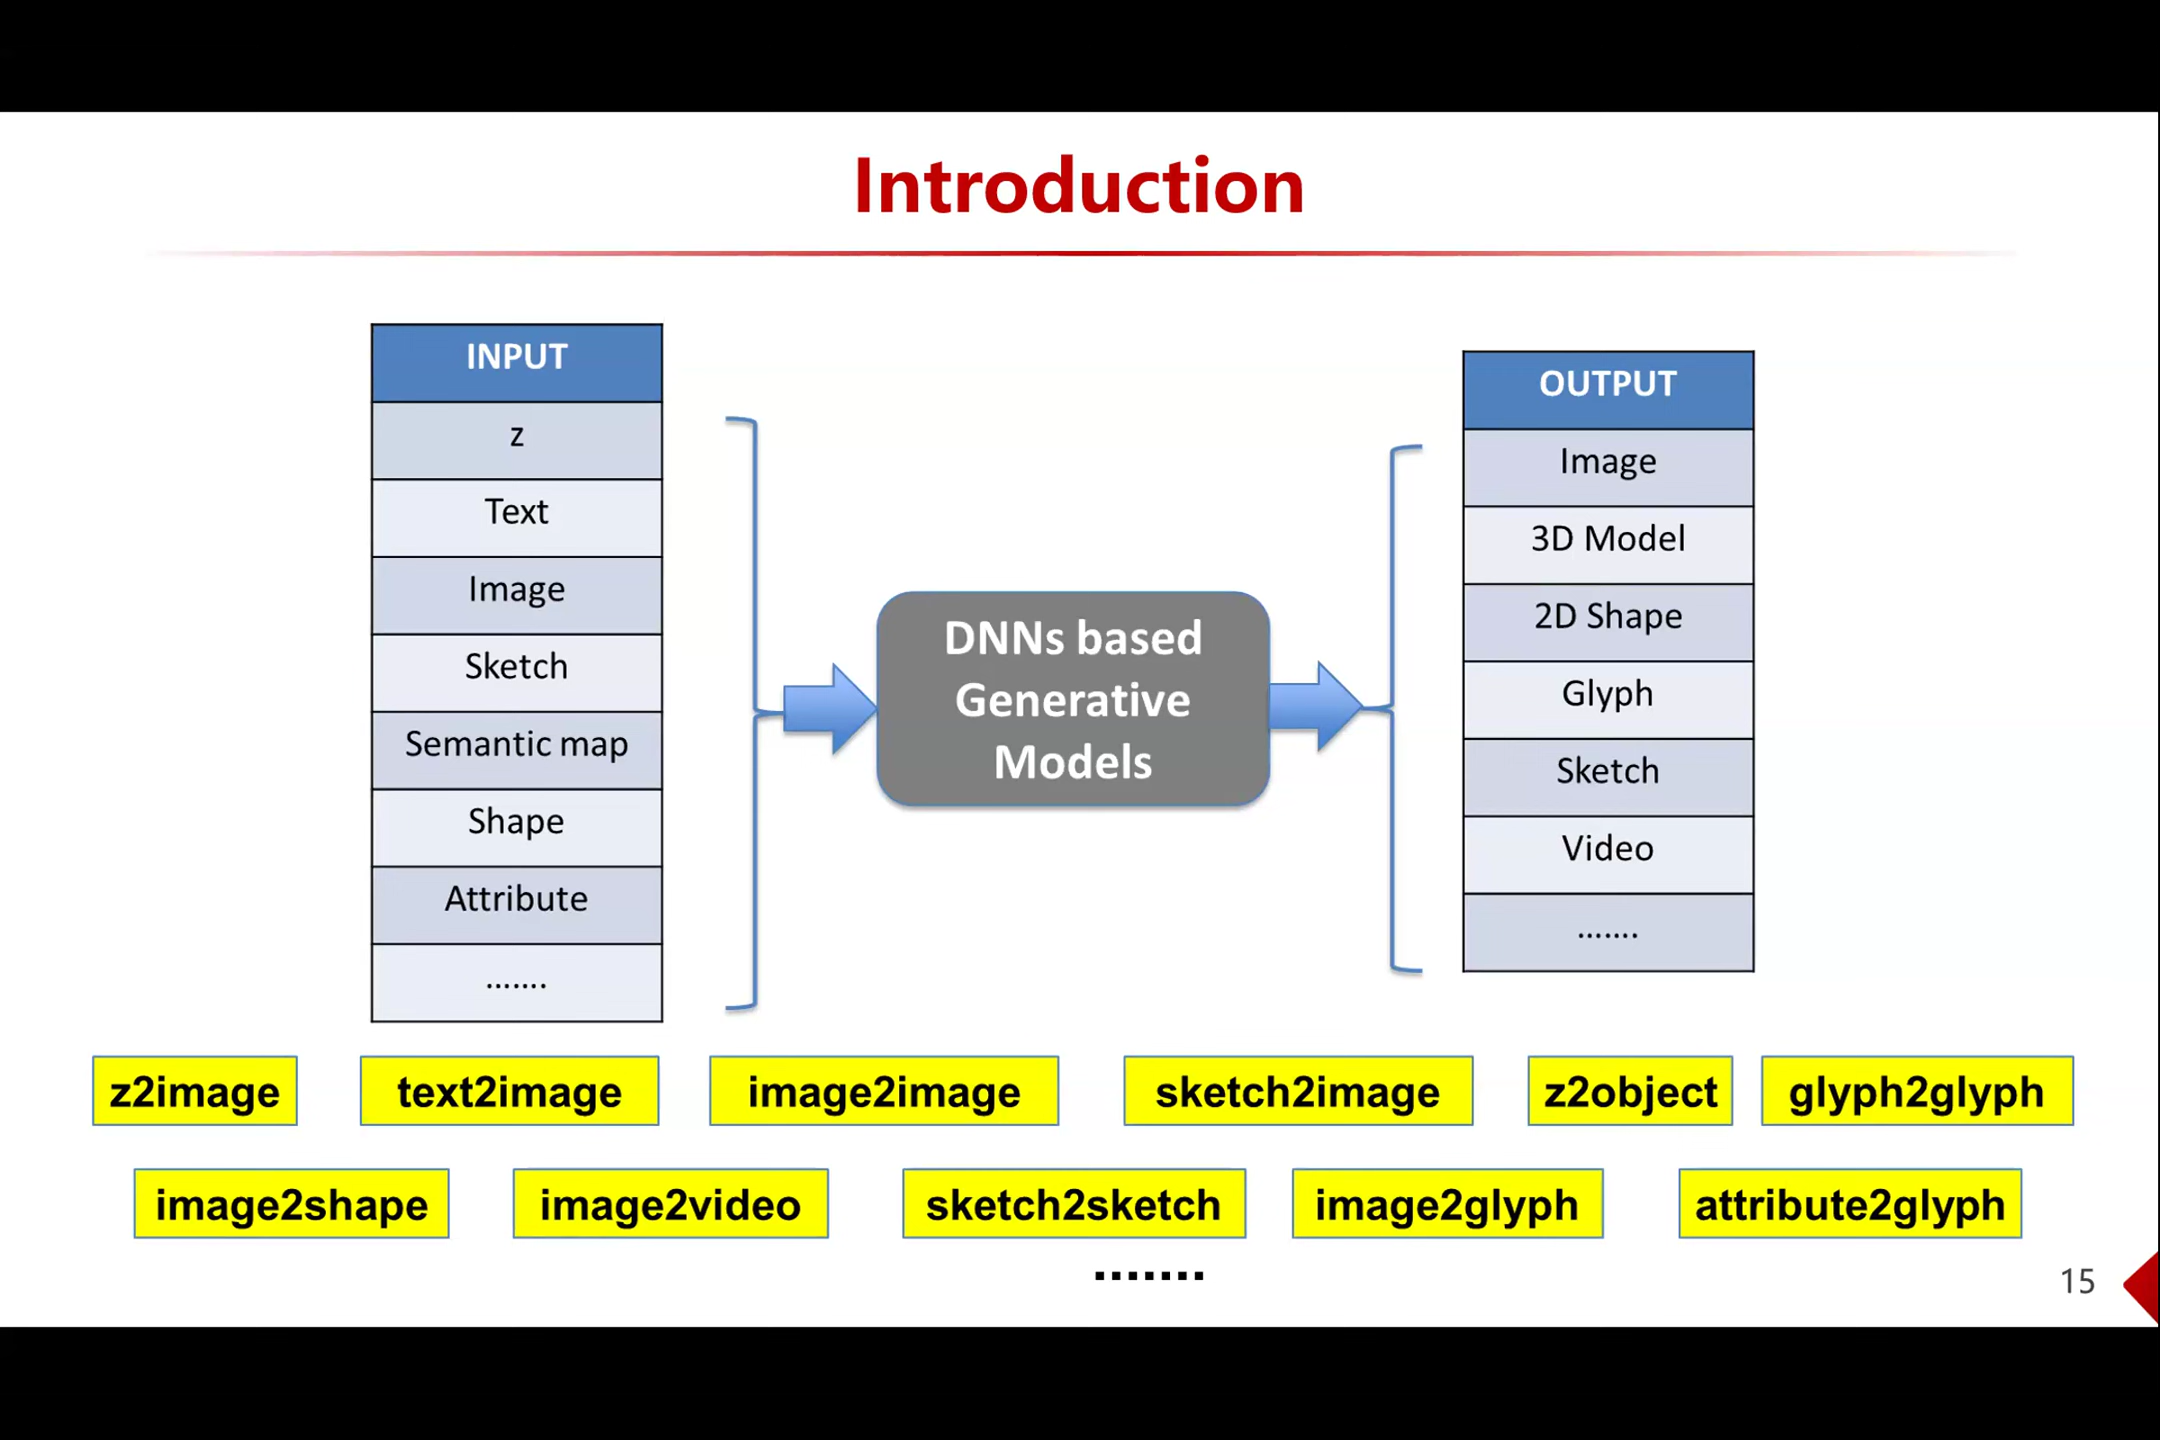 Introduction
INPUT
z
Text
Image
Sketch
Semantic map
Shape
Attribute
.......
DNNs based
Generative
Models
OUTPUT
Image
3D Model
2D Shape
Glyph
Sketch
Video
.......
z2image
text2image
image2image
sketch2image
z2object
glyph2glyph
image2shape
image2video
sketch2sketch
image2glyph
attribute2glyph
.......
15